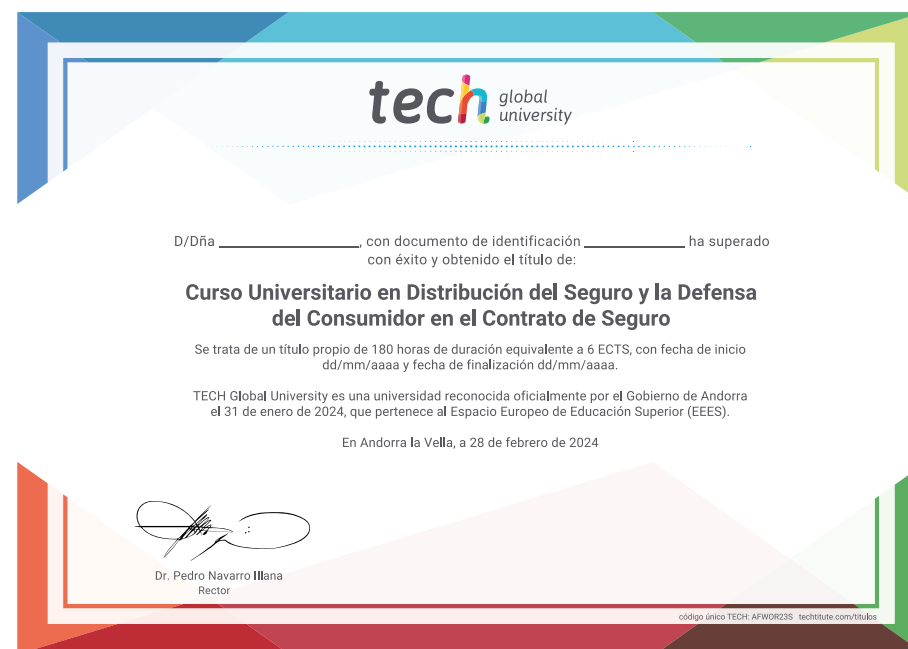 tech global university
D/Dña ____________________, con documento de identificación ______________ ha superado
con éxito y obtenido el título de:
Curso Universitario en Distribución del Seguro y la Defensa
del Consumidor en el Contrato de Seguro
Se trata de un título propio de 180 horas de duración equivalente a 6 ECTS, con fecha de inicio
dd/mm/aaaa y fecha de finalización dd/mm/aaaa.
TECH Global University es una universidad reconocida oficialmente por el Gobierno de Andorra
el 31 de enero de 2024, que pertenece al Espacio Europeo de Educación Superior (EEES).
En Andorra la Vella, a 28 de febrero de 2024
Dr. Pedro Navarro Illana
Rector
código único TECH: AFWOR23S techtitute.com/titulos